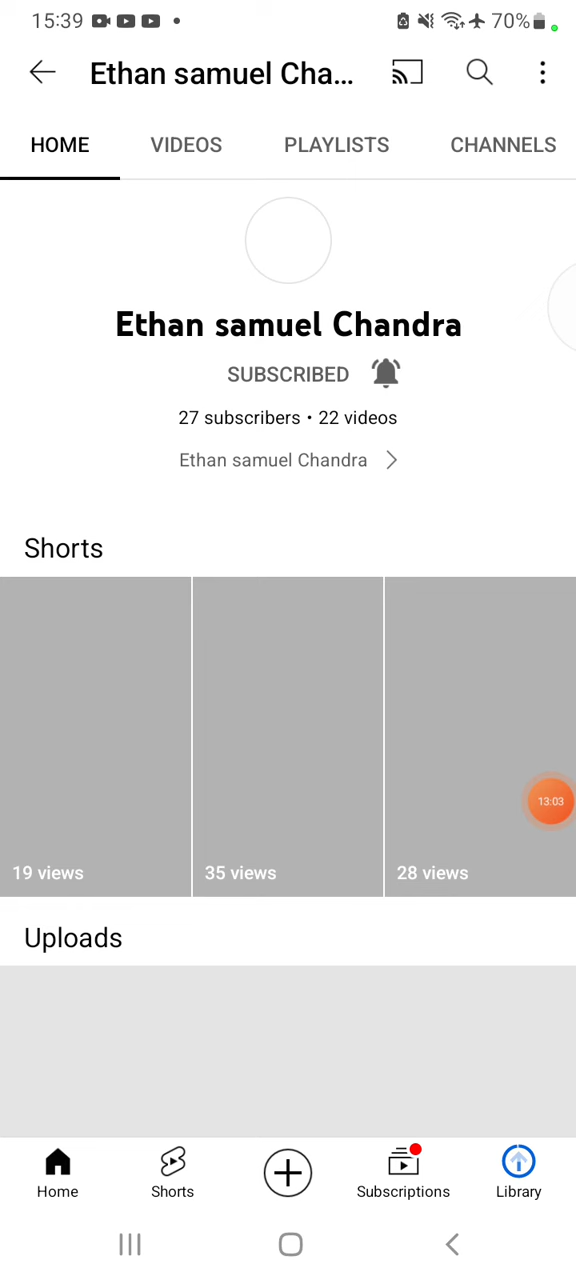 15:39
70%
Ethan samuel Cha...
HOME VIDEOS PLAYLISTS CHANNELS
Ethan samuel Chandra
SUBSCRIBED
27 subscribers • 22 videos
Ethan samuel Chandra
Shorts
19 views 35 views 28 views
13:03
Uploads
Home Shorts Subscriptions Library